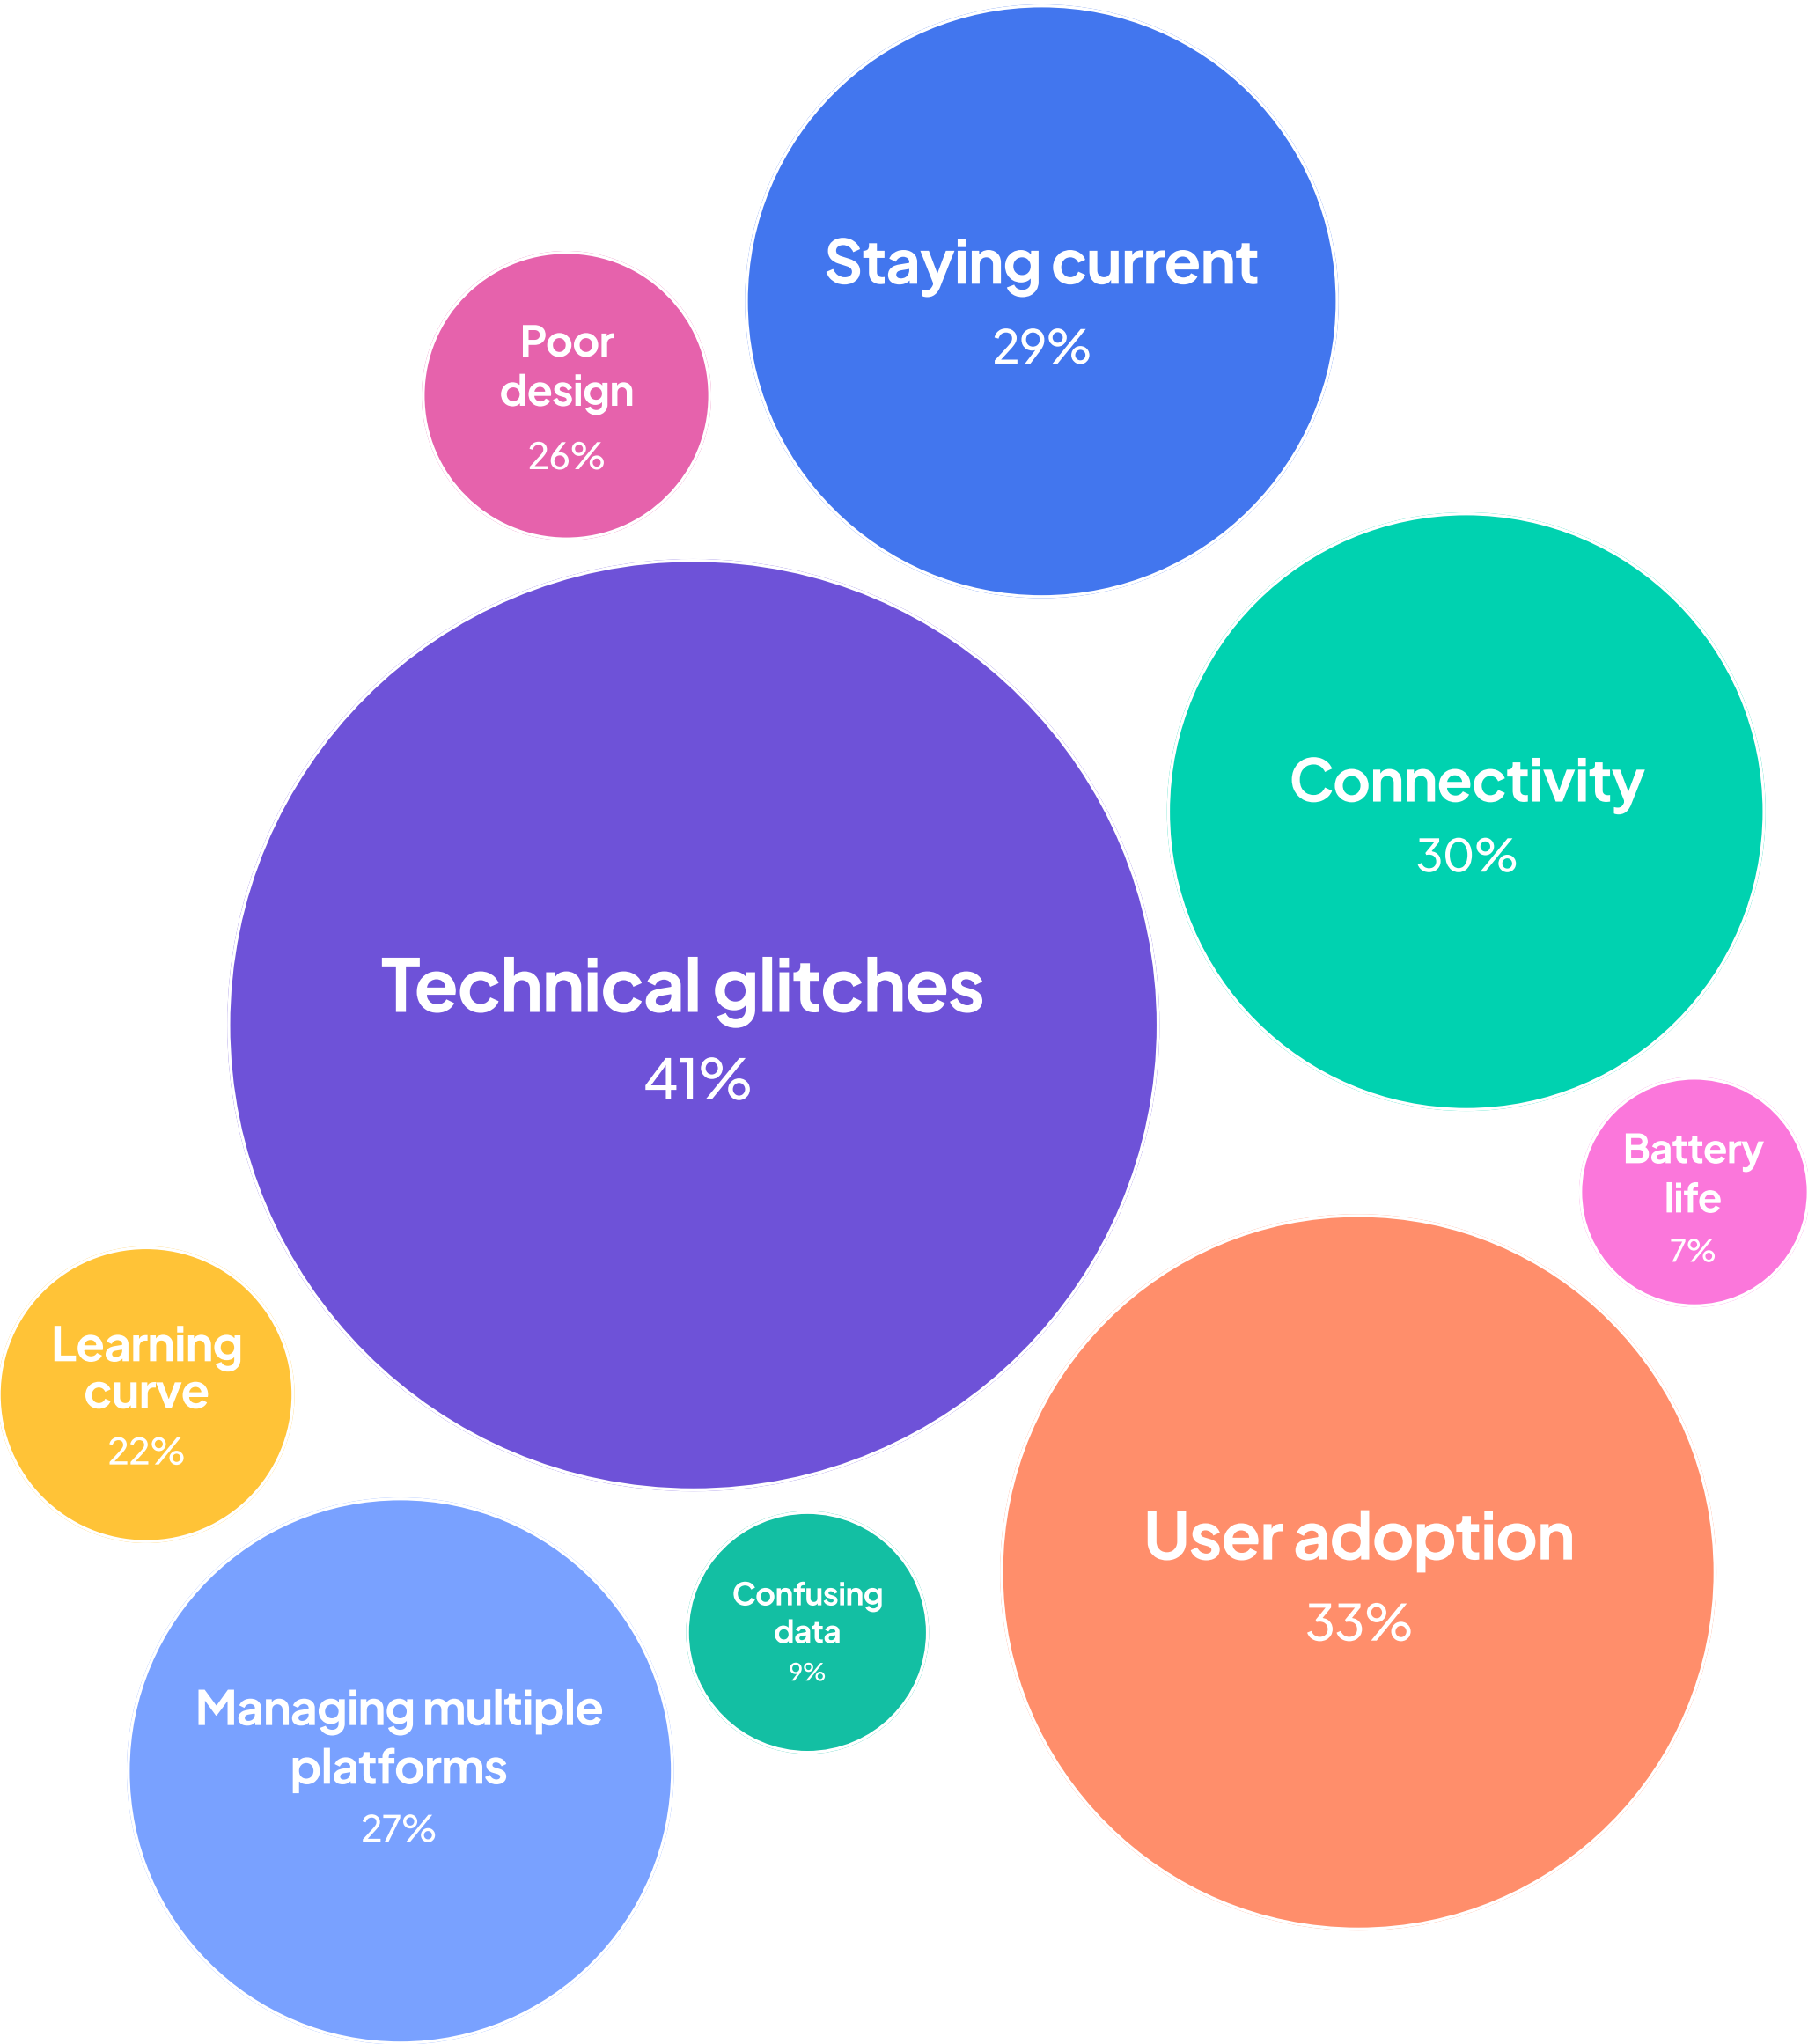 Staying current
29%
Poor
design
26%
Connectivity
30%
Technical glitches
41%
Battery
life
7%
Learning
curve
22%
User adoption
33%
Confusing
data
9%
Managing multiple
platforms
27%